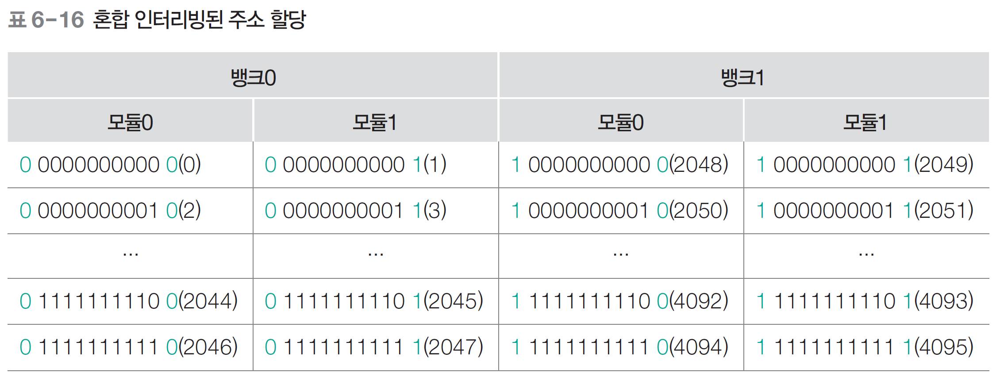 표 6-16 혼합 인터리빙된 주소 할당
뱅크0 뱅크1
모듈0 모듈1 모듈0 모듈1
0 0000000000 0(0) 0 0000000000 1(1) 1 0000000000 0(2048) 1 0000000000 1(2049)
0 0000000001 0(2) 0 0000000001 1(3) 1 0000000001 0(2050) 1 0000000001 1(2051)
… … … …
0 1111111110 0(2044) 0 1111111110 1(2045) 1 1111111110 0(4092) 1 1111111110 1(4093)
0 1111111111 0(2046) 0 1111111111 1(2047) 1 1111111111 0(4094) 1 1111111111 1(4095)